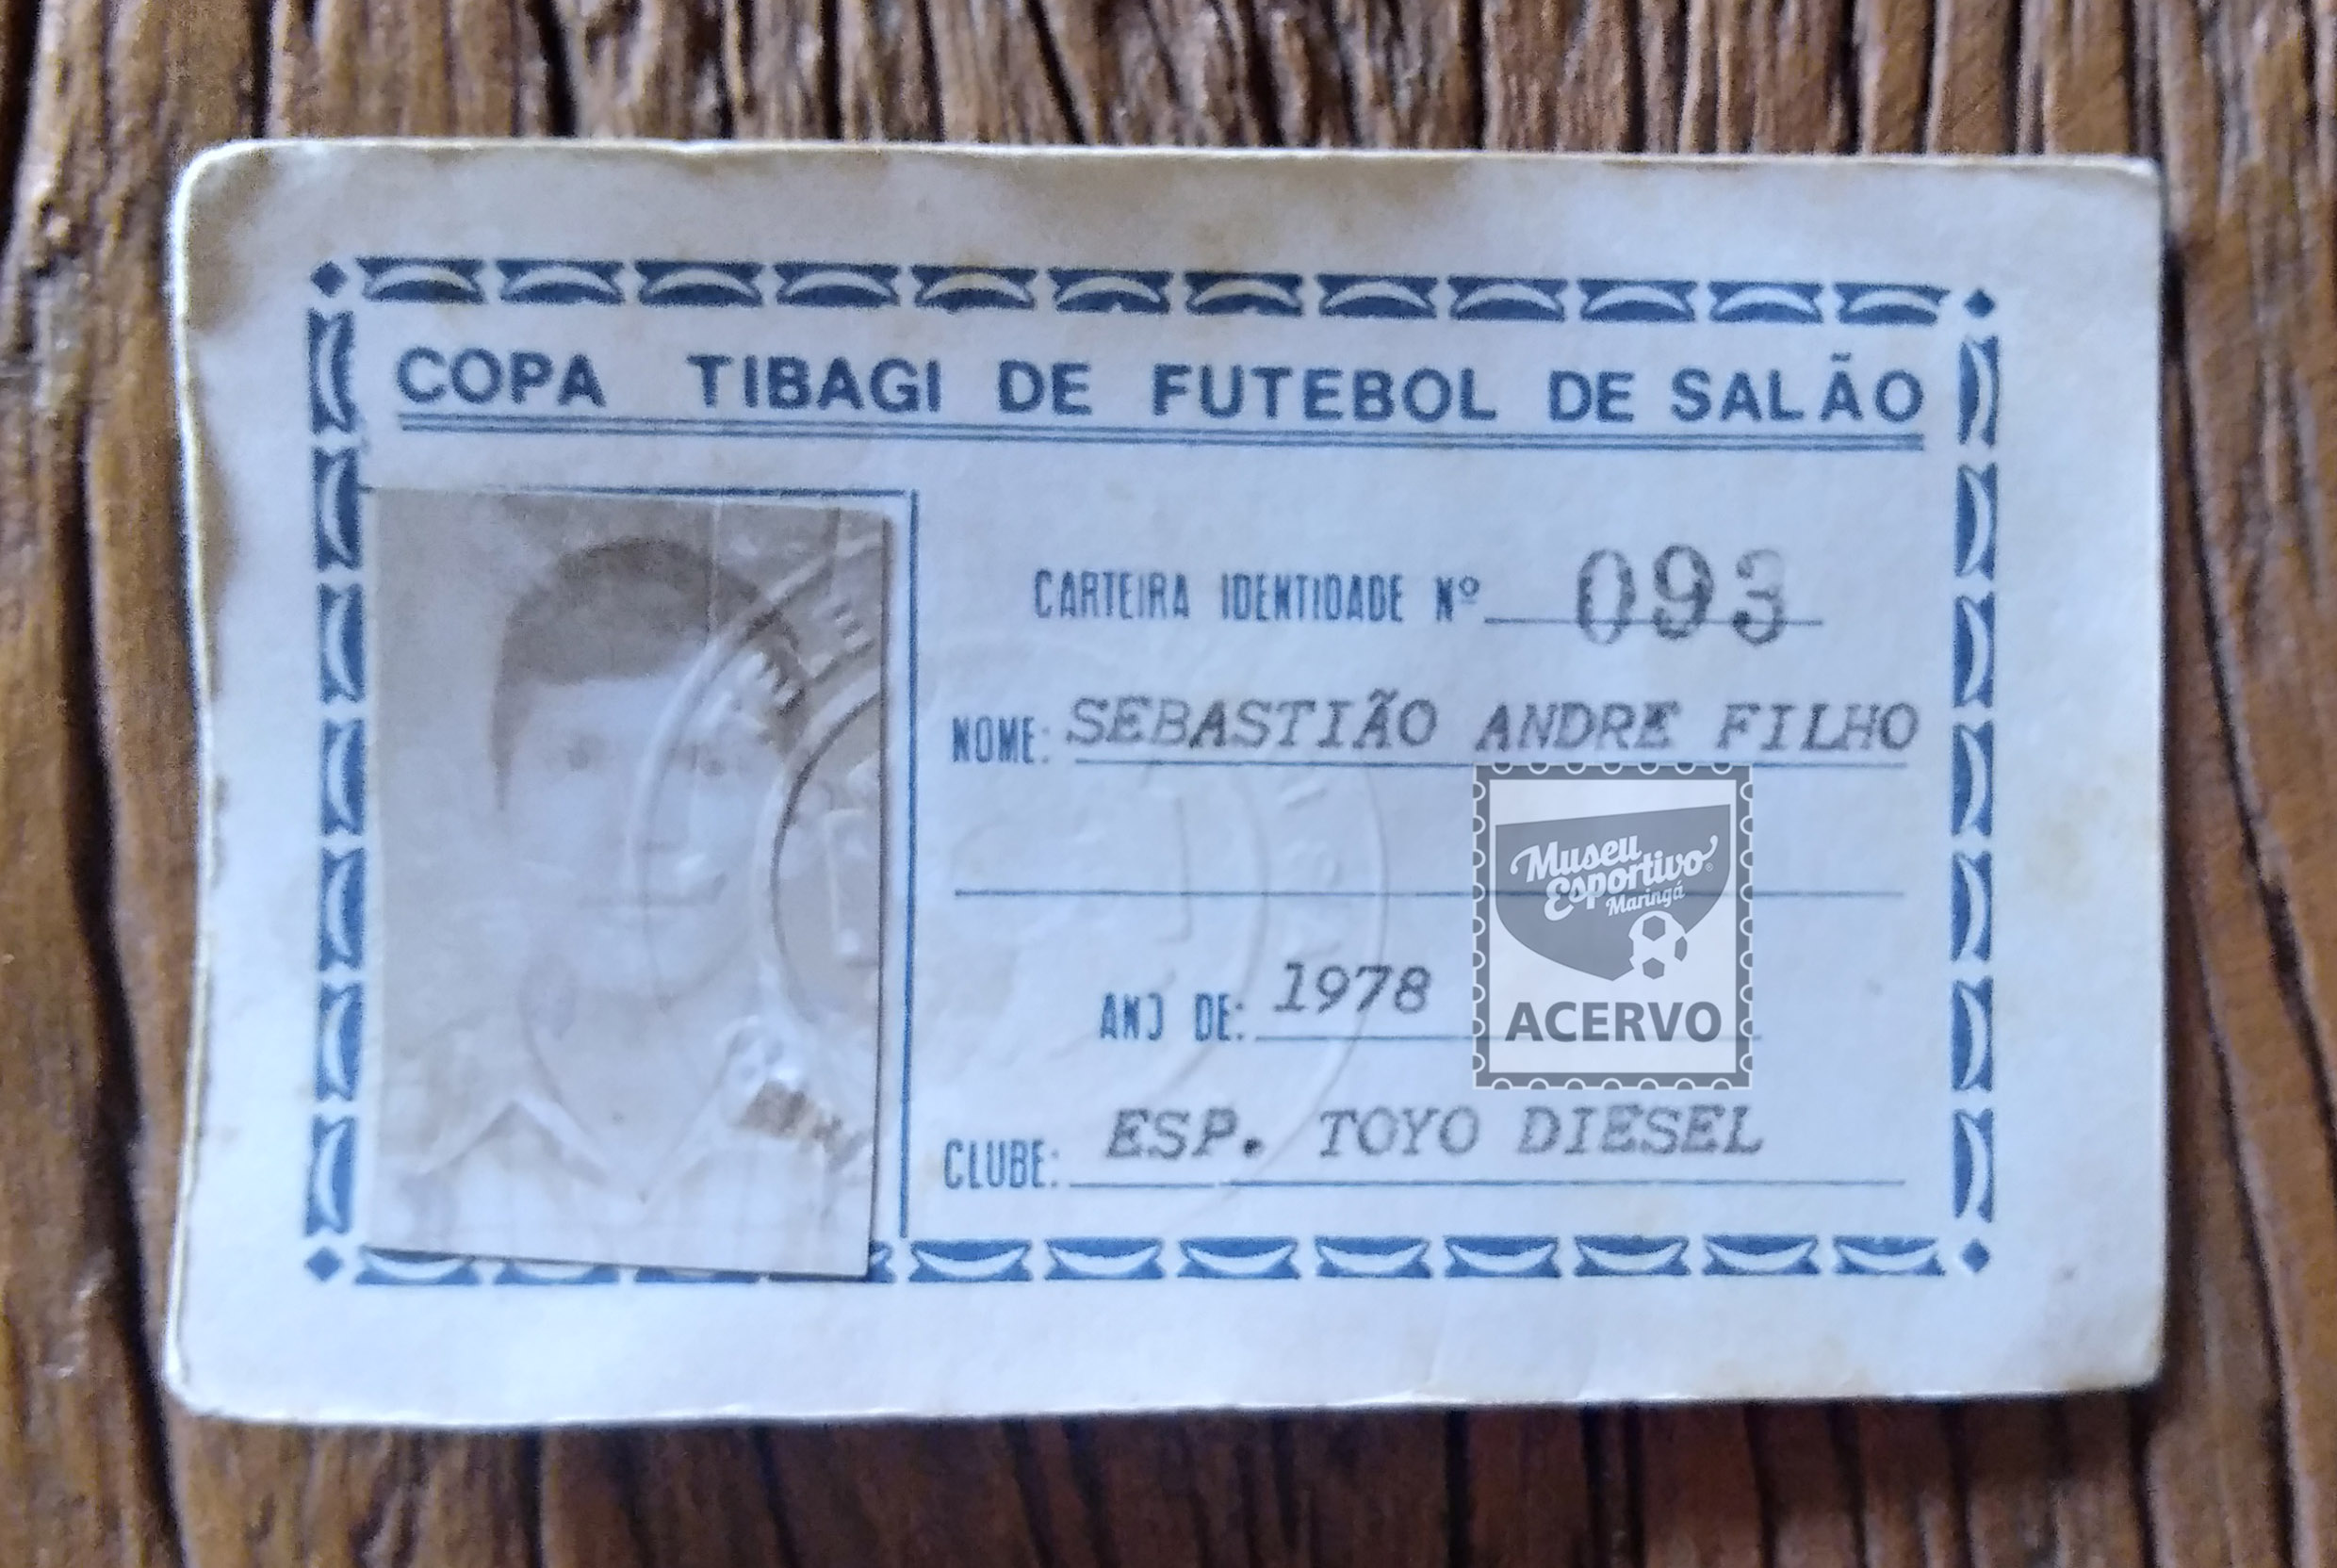 COPA TIBAGI DE FUTEBOL DE SALÃO
CARTEIRA IDENTIDADE Nº 093
NOME: SEBASTIÃO ANDRE FILHO
Museu
Esportivo
Maringá
ACERVO
ANO DE: 1978
CLUBE: ESP. TOYO DIESEL